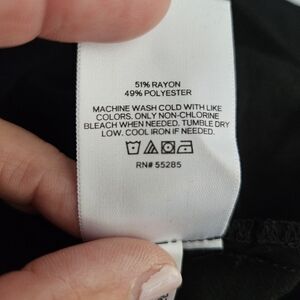 51% RAYON
49% POLYESTER
MACHINE WASH COLD WITH LIKE
COLORS. ONLY NON-CHLORINE
BLEACH WHEN NEEDED. TUMBLE DRY
LOW. COOL IRON IF NEEDED.
RN# 55285